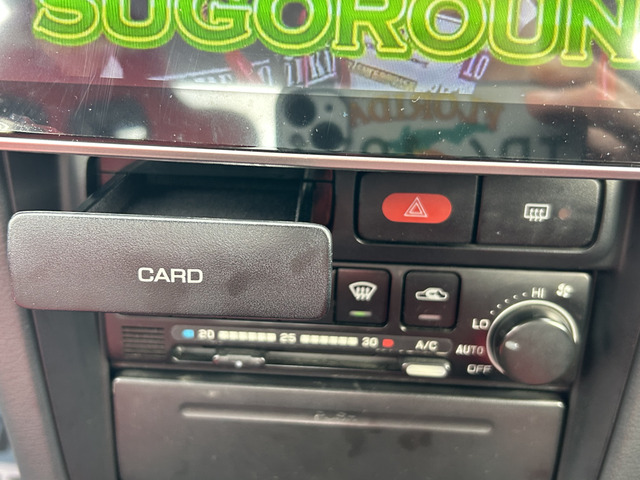 SUGOROUN
CARD
HI
LO
AUTO
OFF
20 25 30 A/C